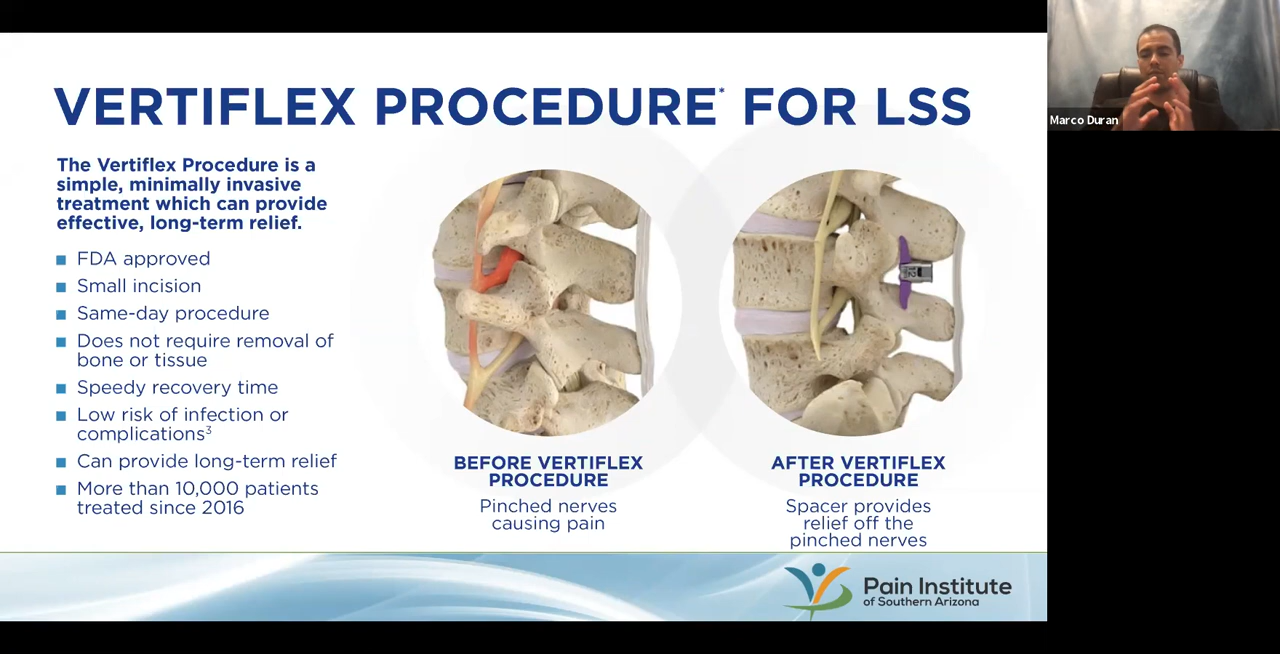 VERTIFLEX PROCEDURE* FOR LSS
Marco Duran
The Vertiflex Procedure is a
simple, minimally invasive
treatment which can provide
effective, long-term relief.
FDA approved
Small incision
Same-day procedure
Does not require removal of
bone or tissue
Speedy recovery time
Low risk of infection or
complications³
Can provide long-term relief
More than 10,000 patients
treated since 2016
BEFORE VERTIFLEX
PROCEDURE
Pinched nerves
causing pain
AFTER VERTIFLEX
PROCEDURE
Spacer provides
relief off the
pinched nerves
Pain Institute
of Southern Arizona